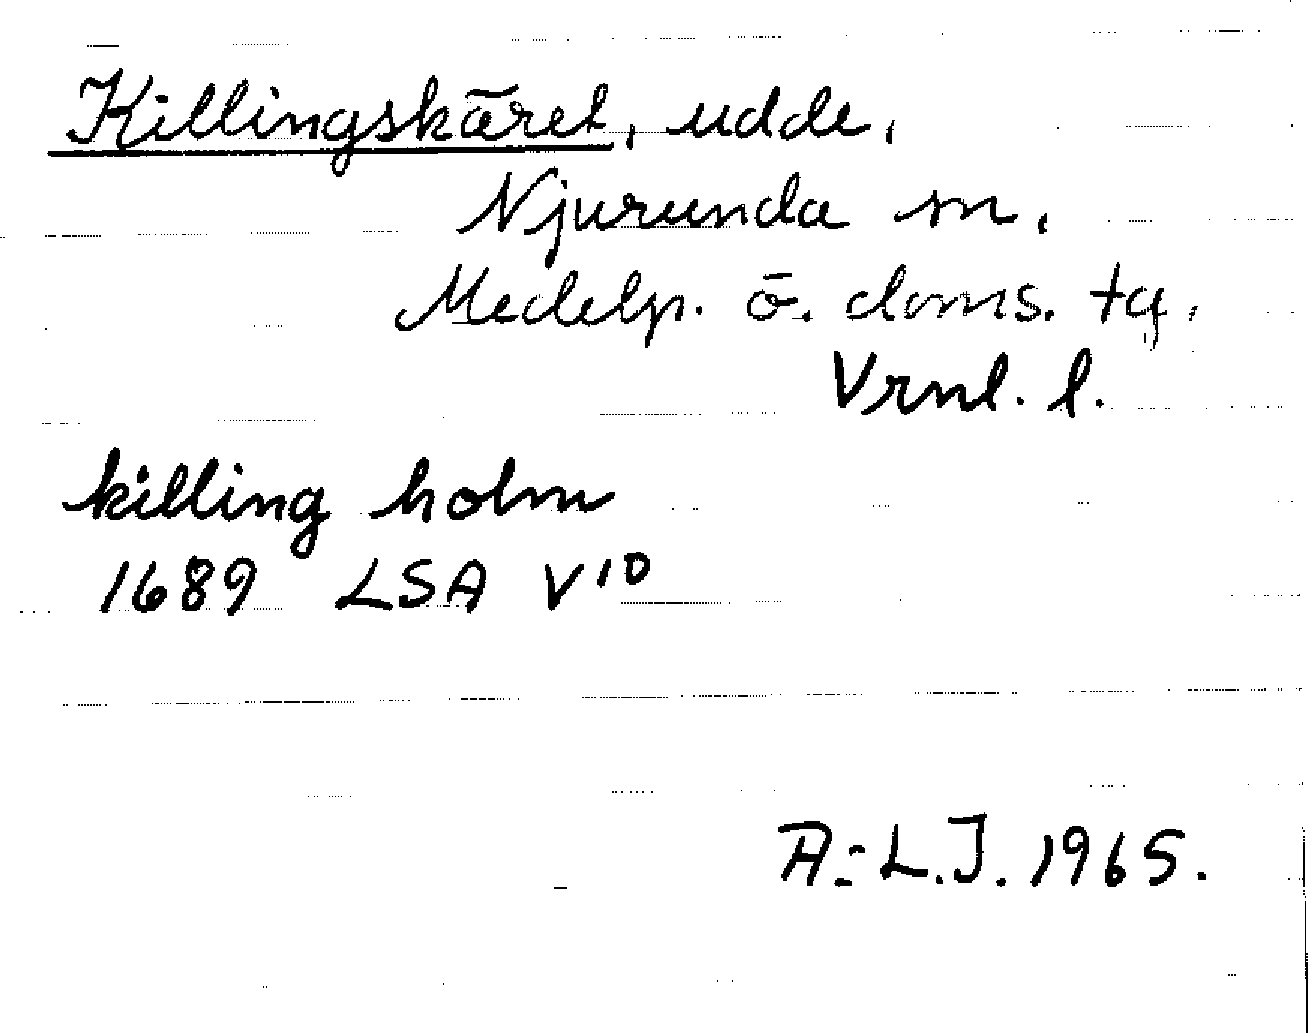 Killingskäret, udde,
Njurunda sn,
Medelp. ö. doms. tg,
Vrnl. l.
killing holm
1689 LSA V10
A.-L.J. 1965.